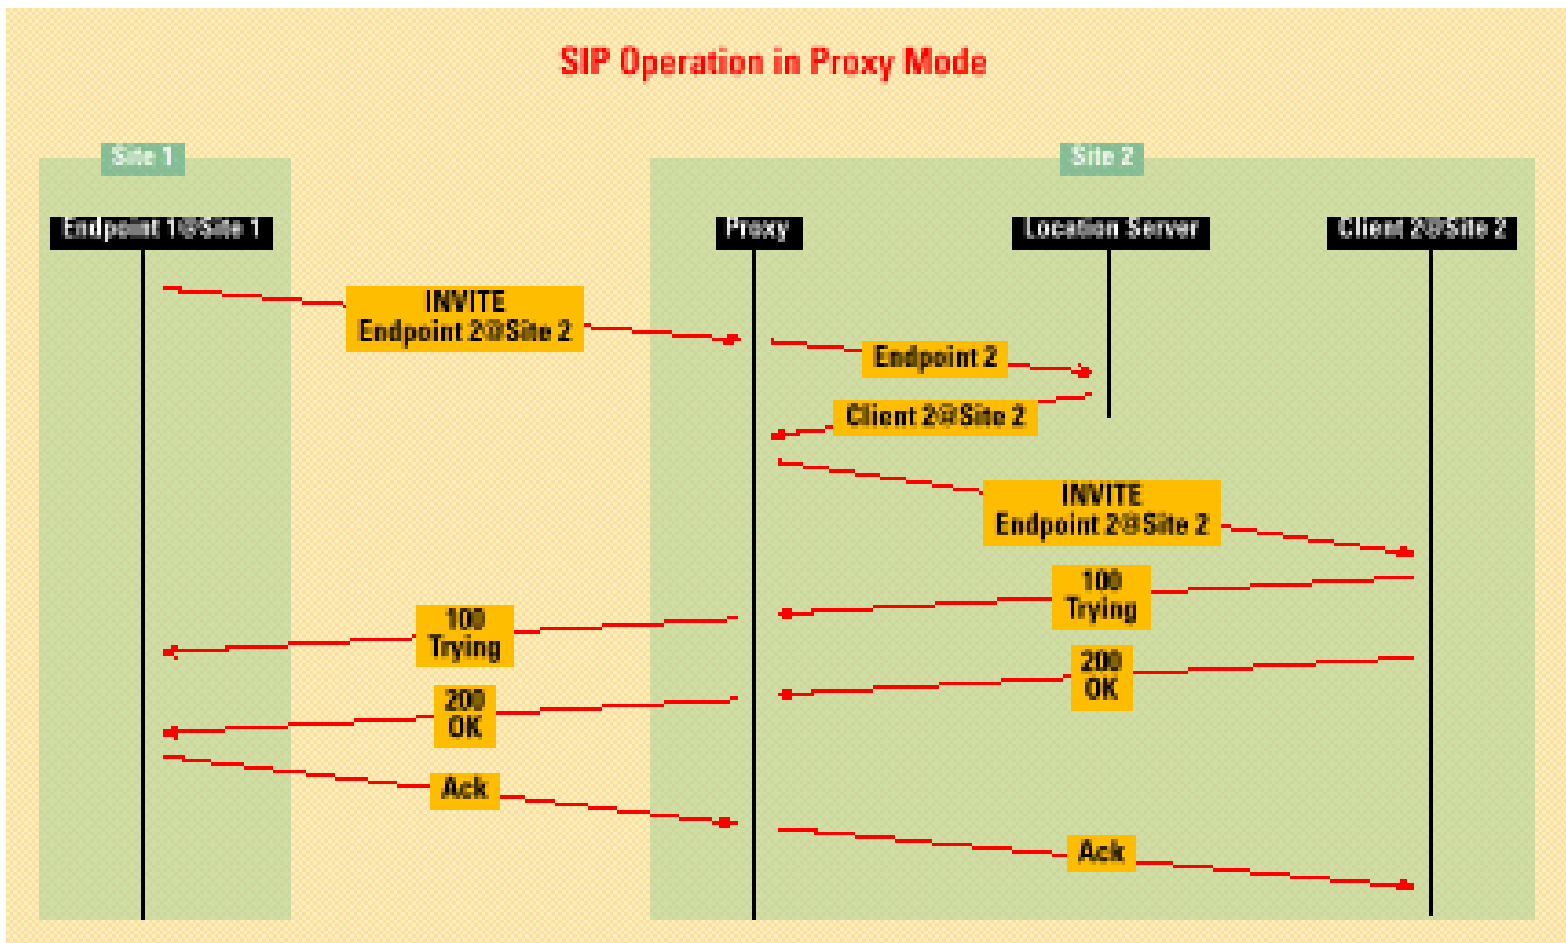 SIP Operation in Proxy Mode
Site 1
Site 2
Endpoint 1@Site 1
Proxy
Location Server
Client 2@Site 2
INVITE
Endpoint 2@Site 2
Endpoint 2
Client 2@Site 2
INVITE
Endpoint 2@Site 2
100
Trying
100
Trying
200
OK
200
OK
Ack
Ack